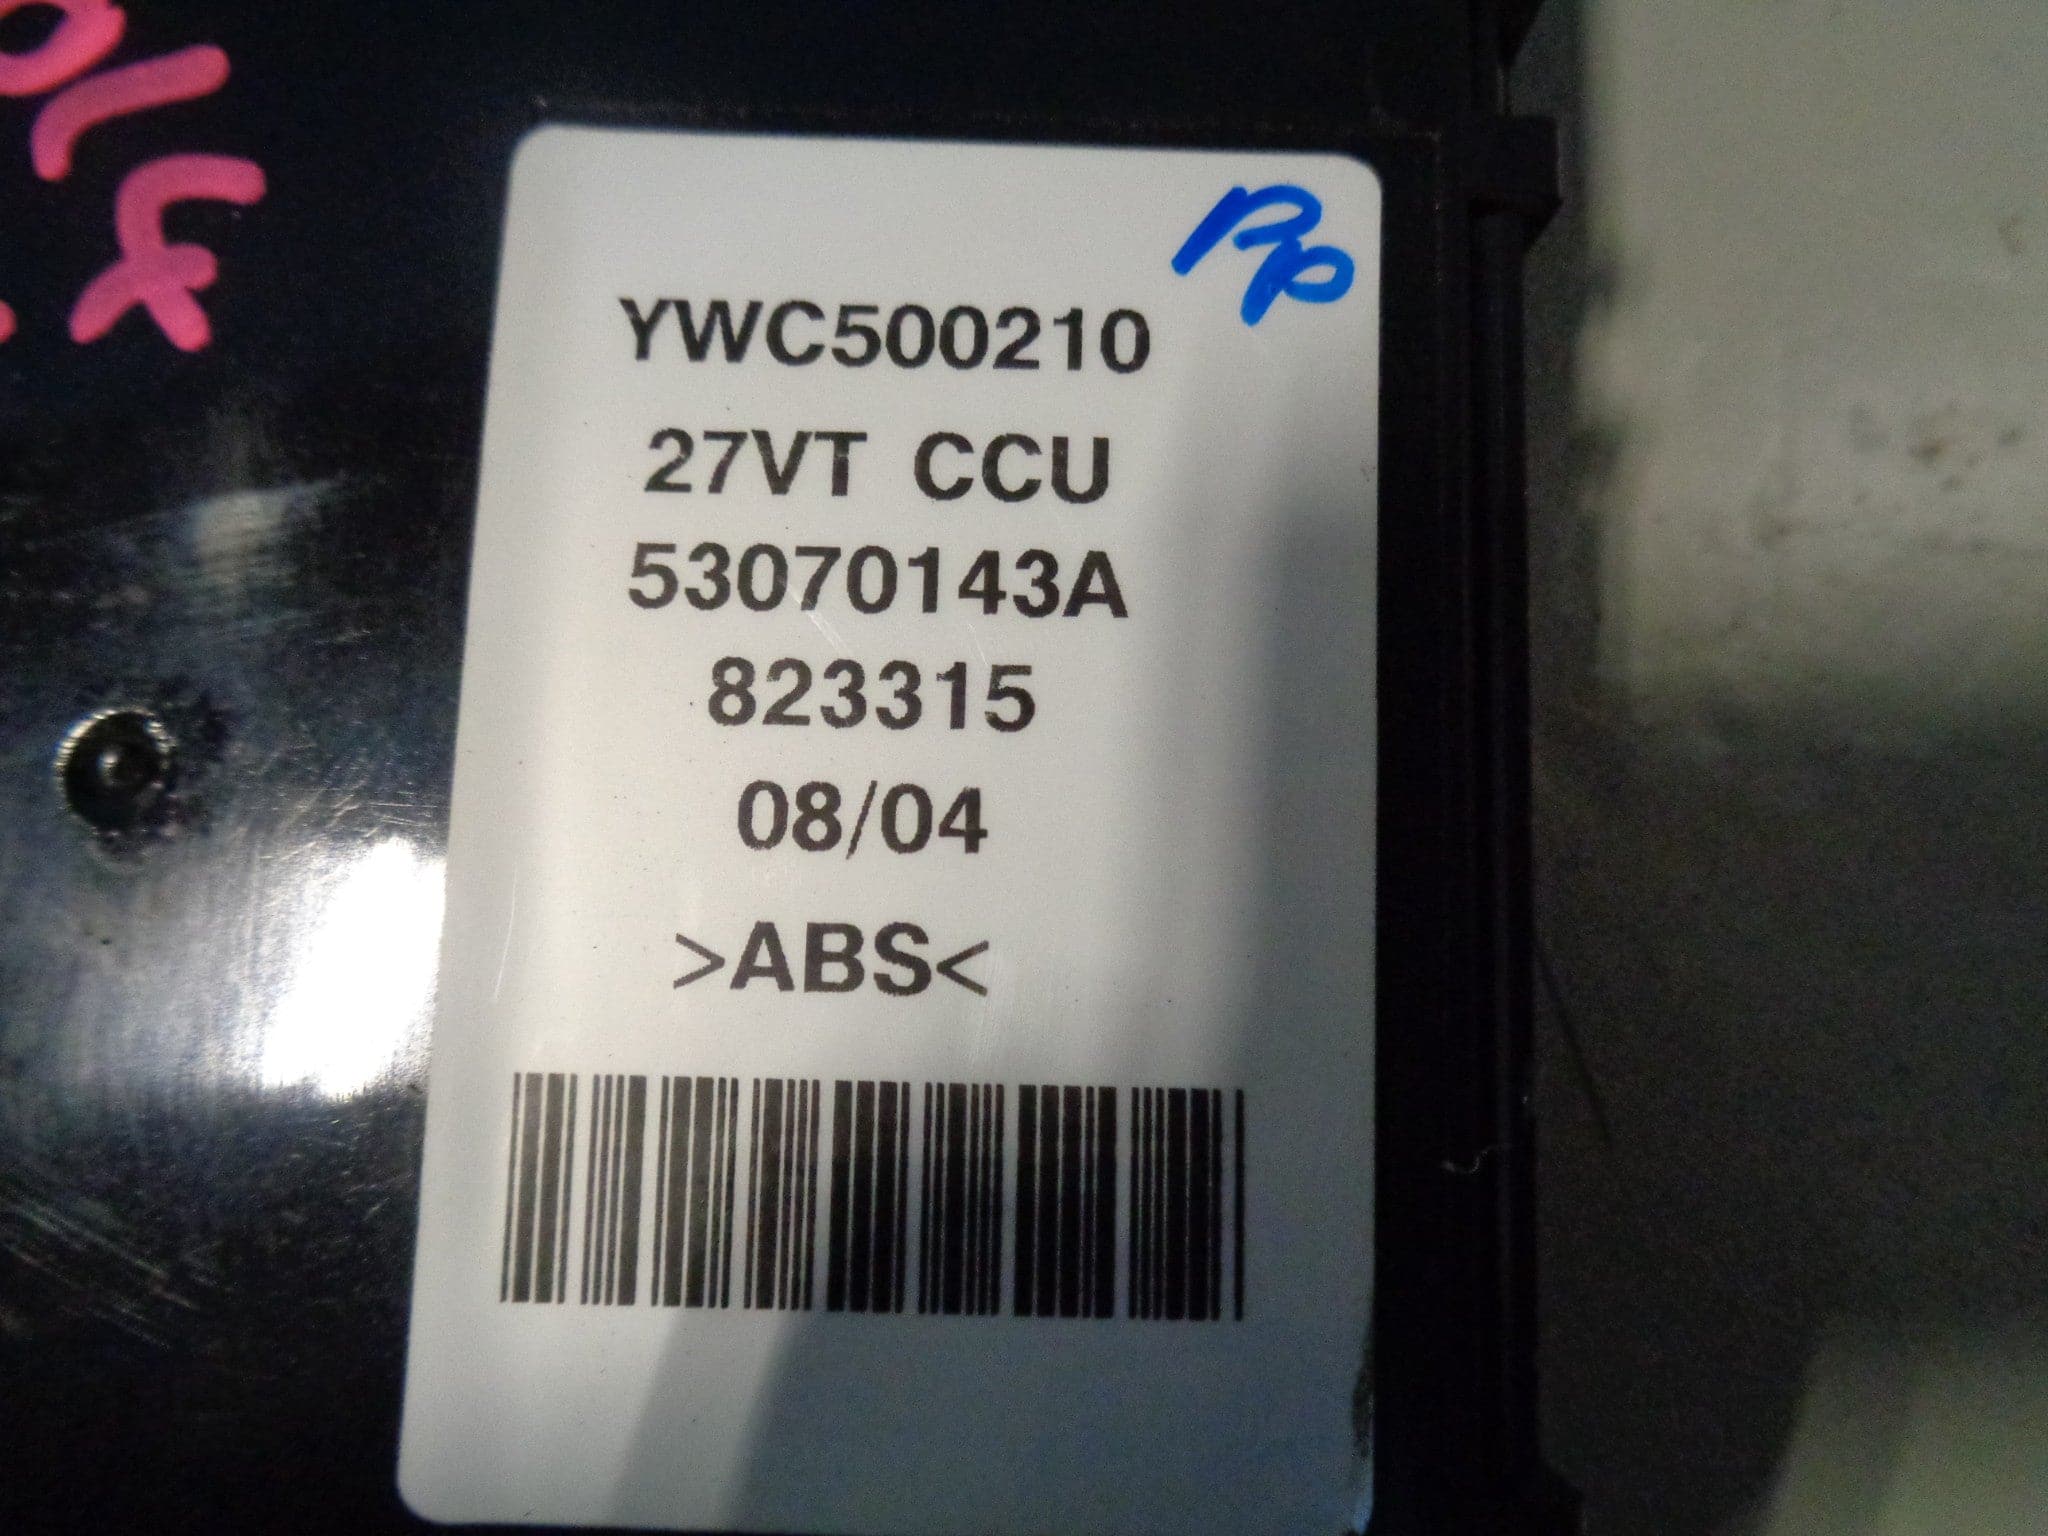 YWC500210
27VT CCU
53070143A
823315
08/04
>ABS<